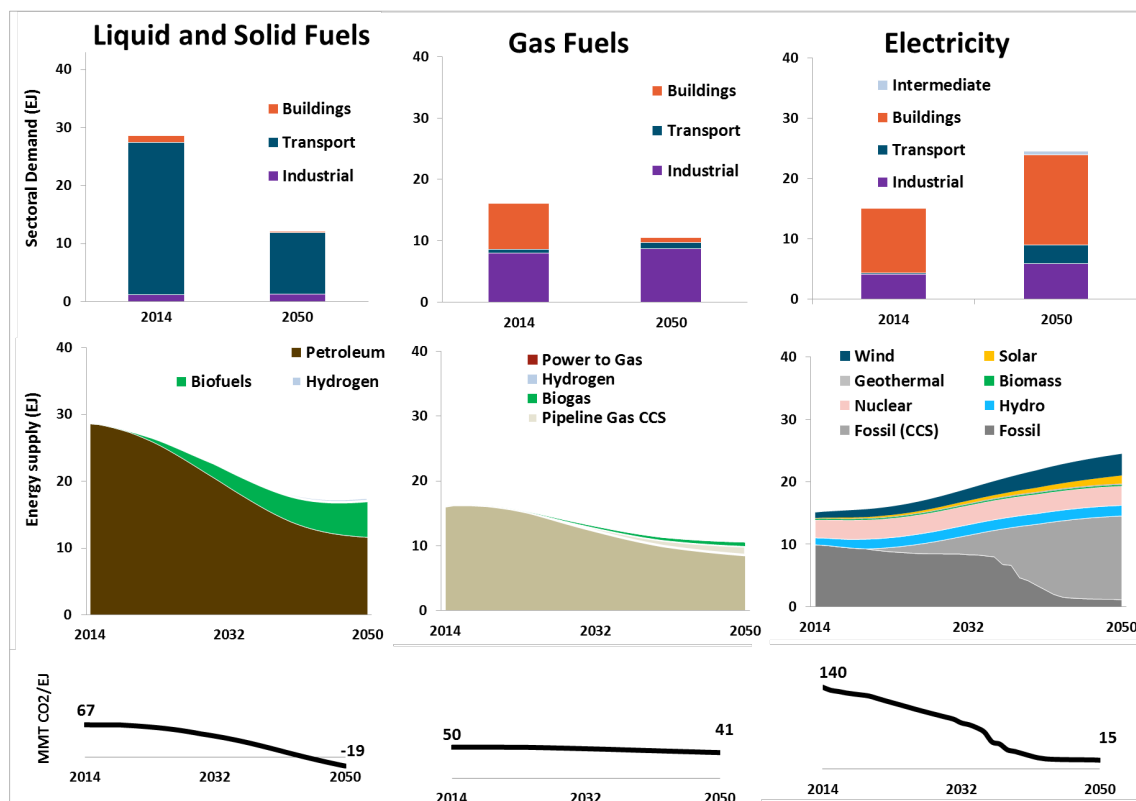 Liquid and Solid Fuels
Sectoral Demand (EJ)
40
30
20
10
0
Buildings
Transport
Industrial
2014 2050
Gas Fuels
40
30
20
10
0
Buildings
Transport
Industrial
2014 2050
Electricity
40
30
20
10
0
Intermediate
Buildings
Transport
Industrial
2014 2050
Energy supply (EJ)
40
30
20
10
0
Petroleum
Biofuels Hydrogen
2014 2032 2050
40
30
20
10
0
Power to Gas
Hydrogen
Biogas
Pipeline Gas CCS
2014 2032 2050
40
30
20
10
0
Wind Solar
Geothermal Biomass
Nuclear Hydro
Fossil (CCS) Fossil
2014 2032 2050
MMT CO2/EJ
67 -19
2014 2032 2050
50 41
2014 2032 2050
140 15
2014 2032 2050